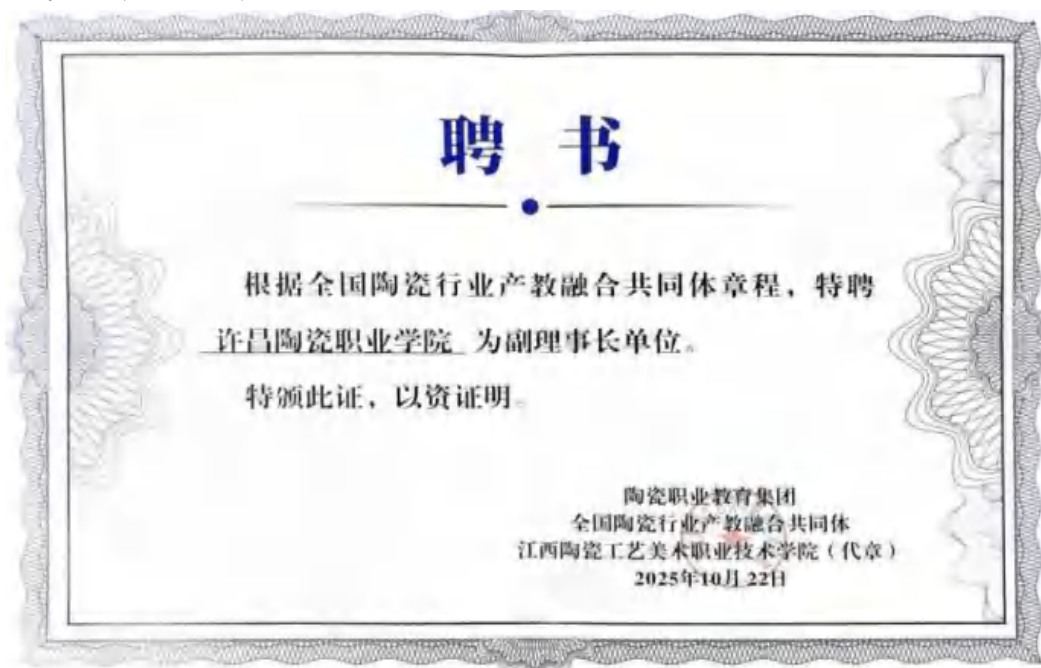 聘 书
根据全国陶瓷行业产教融合共同体章程，特聘
许昌陶瓷职业学院 为副理事长单位。
特颁此证，以资证明。
陶瓷职业教育集团
全国陶瓷行业产教融合共同体
江西陶瓷工艺美术职业技术学院（代章）
2025年10月22日